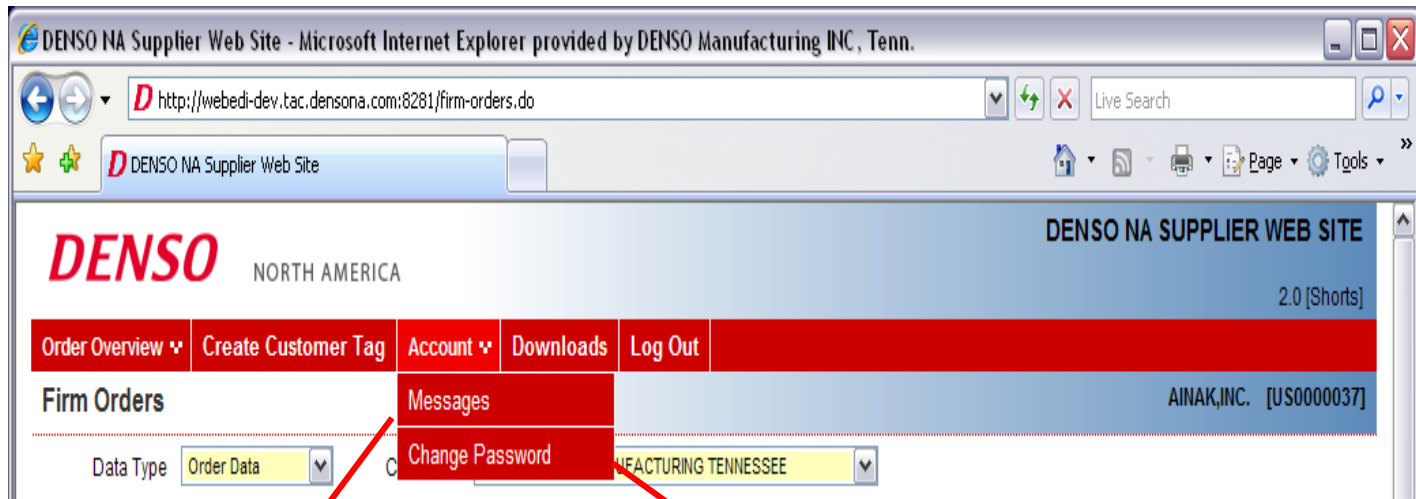 DENSO NA Supplier Web Site - Microsoft Internet Explorer provided by DENSO Manufacturing INC, Tenn.
D http://webedi-dev.tac.densona.com:8281/firm-orders.do
Live Search
D DENSO NA Supplier Web Site
Page
Tools
»
DENSO NORTH AMERICA
DENSO NA SUPPLIER WEB SITE
2.0 [Shorts]
Order Overview Create Customer Tag Account Downloads Log Out
Firm Orders
Messages
AINAK,INC. [US0000037]
Data Type Order Data
C
Change Password
UFACTURING TENNESSEE